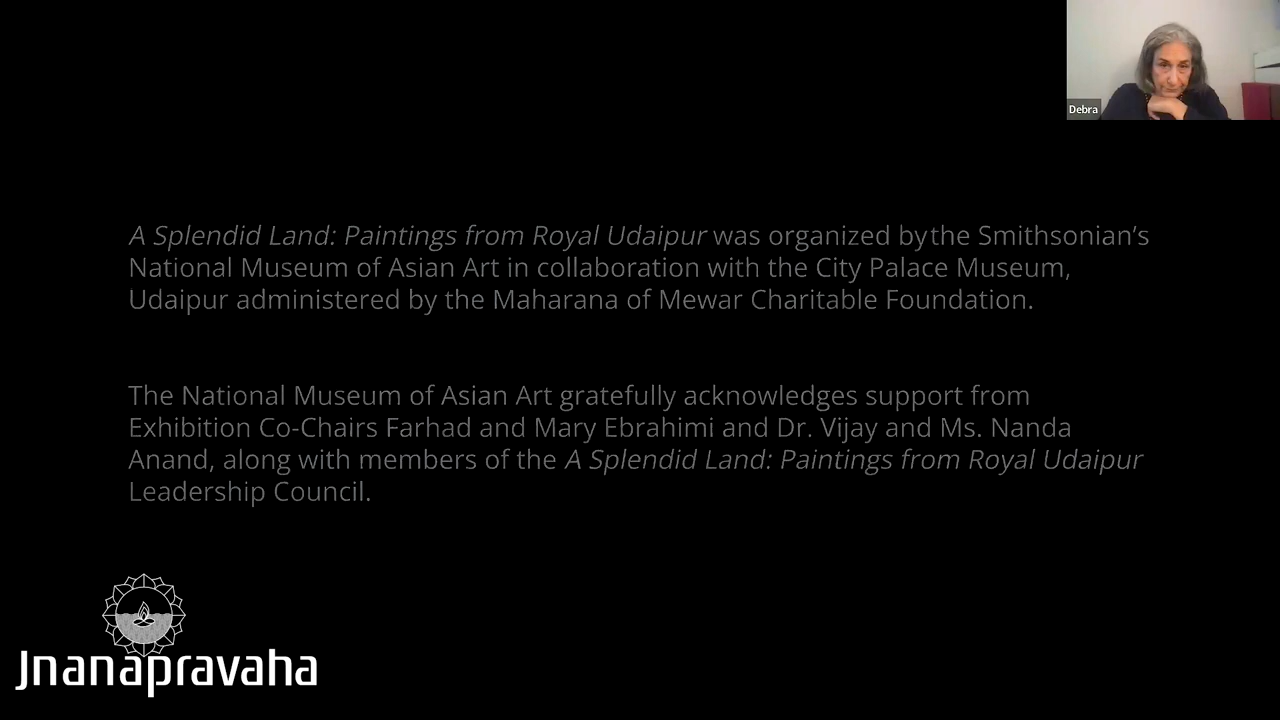 Debra
A Splendid Land: Paintings from Royal Udaipur was organized by the Smithsonian’s
National Museum of Asian Art in collaboration with the City Palace Museum,
Udaipur administered by the Maharana of Mewar Charitable Foundation.
The National Museum of Asian Art gratefully acknowledges support from
Exhibition Co-Chairs Farhad and Mary Ebrahimi and Dr. Vijay and Ms. Nanda
Anand, along with members of the A Splendid Land: Paintings from Royal Udaipur
Leadership Council.
Jnanapravaha